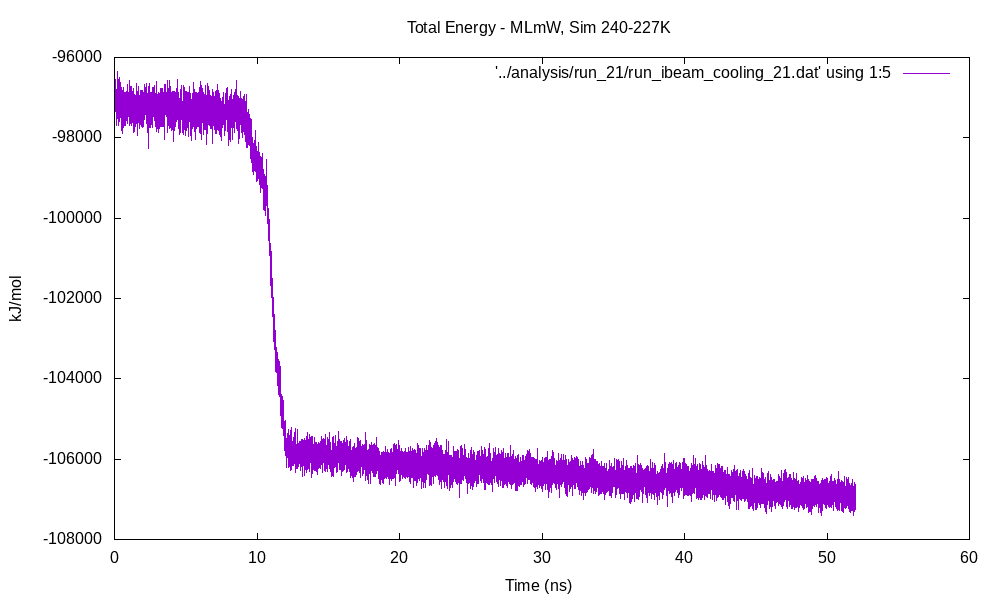 Total Energy - MLmW, Sim 240-227K
'../analysis/run_21/run_ibeam_cooling_21.dat' using 1:5
-96000
-98000
-100000
-102000
-104000
-106000
-108000
kJ/mol
0 10 20 30 40 50 60
Time (ns)